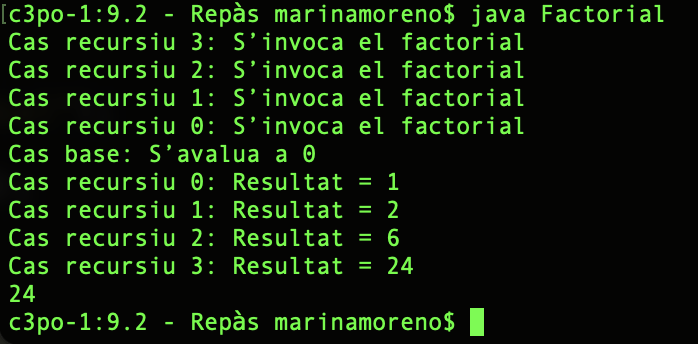 [c3po-1:9.2 - Repàs marinamoreno$ java Factorial
Cas recursiu 3: S'invoca el factorial
Cas recursiu 2: S'invoca el factorial
Cas recursiu 1: S'invoca el factorial
Cas recursiu 0: S'invoca el factorial
Cas base: S'avalua a 0
Cas recursiu 0: Resultat = 1
Cas recursiu 1: Resultat = 2
Cas recursiu 2: Resultat = 6
Cas recursiu 3: Resultat = 24
24
c3po-1:9.2 - Repàs marinamoreno$